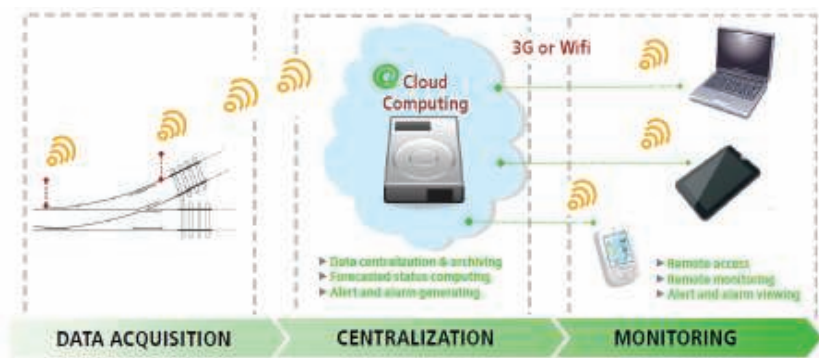 3G or Wifi
@ Cloud
Computing
Data centralization & archiving
Forecasted status computing
Alert and alarm generating
Remote access
Remote monitoring
Alert and alarm viewing
DATA ACQUISITION
CENTRALIZATION
MONITORING